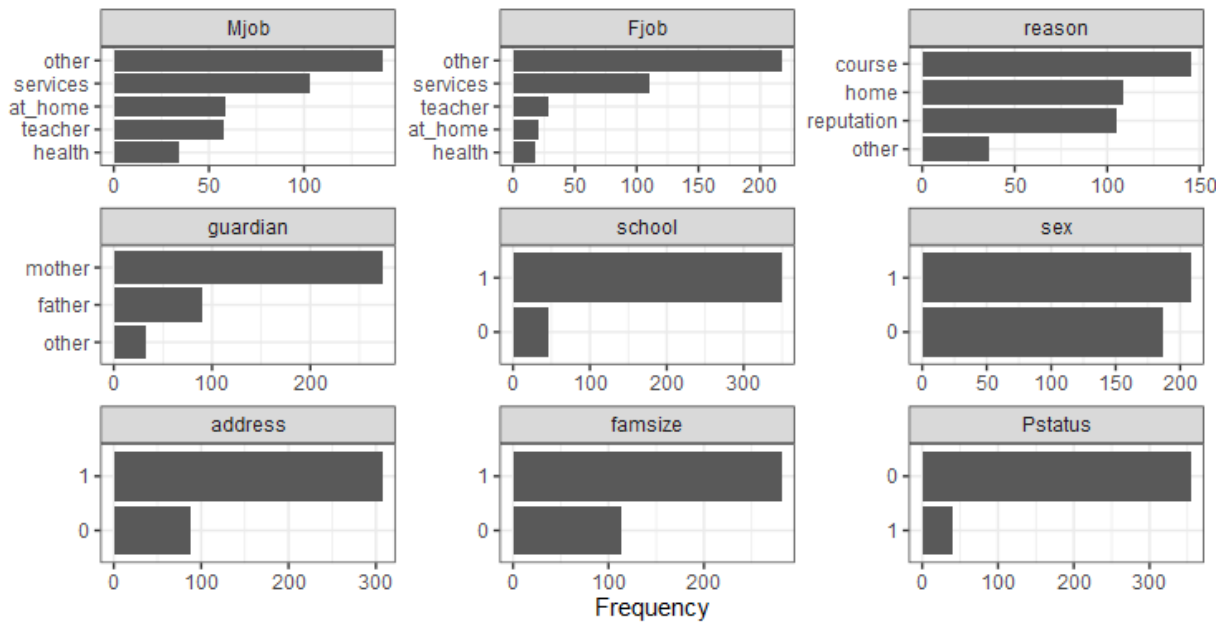 Mjob
other
services
at_home
teacher
health
0 50 100
Fjob
other
services
teacher
at_home
health
0 50 100 150 200
reason
course
home
reputation
other
0 50 100 150
guardian
mother
father
other
0 100 200
school
1
0
0 100 200 300
sex
1
0
0 50 100 150 200
address
1
0
0 100 200 300
famsize
1
0
0 100 200
Pstatus
0
1
0 100 200 300
Frequency